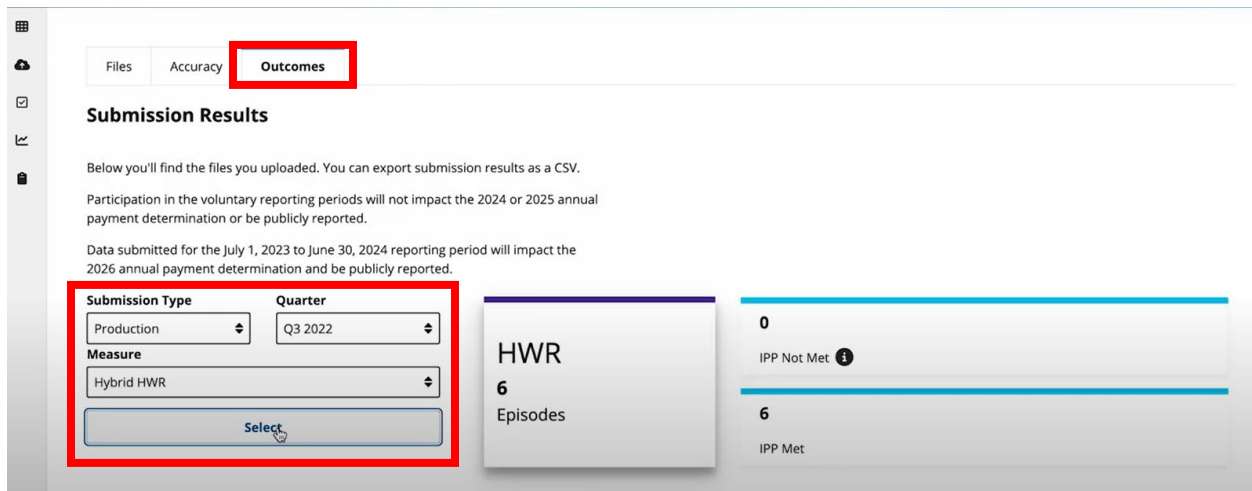 Files
Accuracy
Outcomes
Submission Results
Below you'll find the files you uploaded. You can export submission results as a CSV.
Participation in the voluntary reporting periods will not impact the 2024 or 2025 annual
payment determination or be publicly reported.
Data submitted for the July 1, 2023 to June 30, 2024 reporting period will impact the
2026 annual payment determination and be publicly reported.
Submission Type
Quarter
Production
Q3 2022
Measure
Hybrid HWR
Select
HWR
6
Episodes
0
IPP Not Met
6
IPP Met